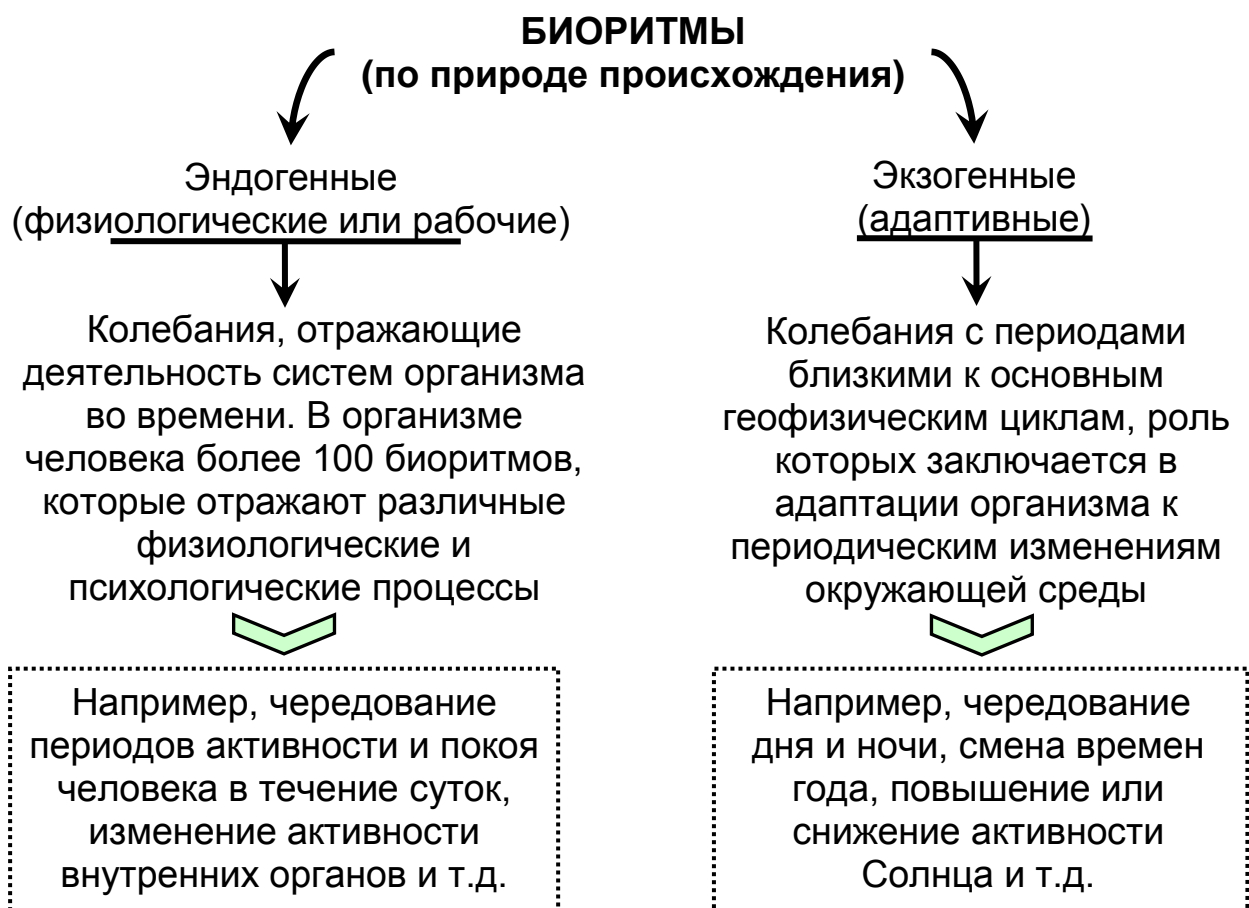 БИОРИТМЫ
(по природе происхождения)
Эндогенные
(физиологические или рабочие)
Колебания, отражающие
деятельность систем организма
во времени. В организме
человека более 100 биоритмов,
которые отражают различные
физиологические и
психологические процессы
Например, чередование
периодов активности и покоя
человека в течение суток,
изменение активности
внутренних органов и т.д.
Экзогенные
(адаптивные)
Колебания с периодами
близкими к основным
геофизическим циклам, роль
которых заключается в
адаптации организма к
периодическим изменениям
окружающей среды
Например, чередование
дня и ночи, смена времен
года, повышение или
снижение активности
Солнца и т.д.